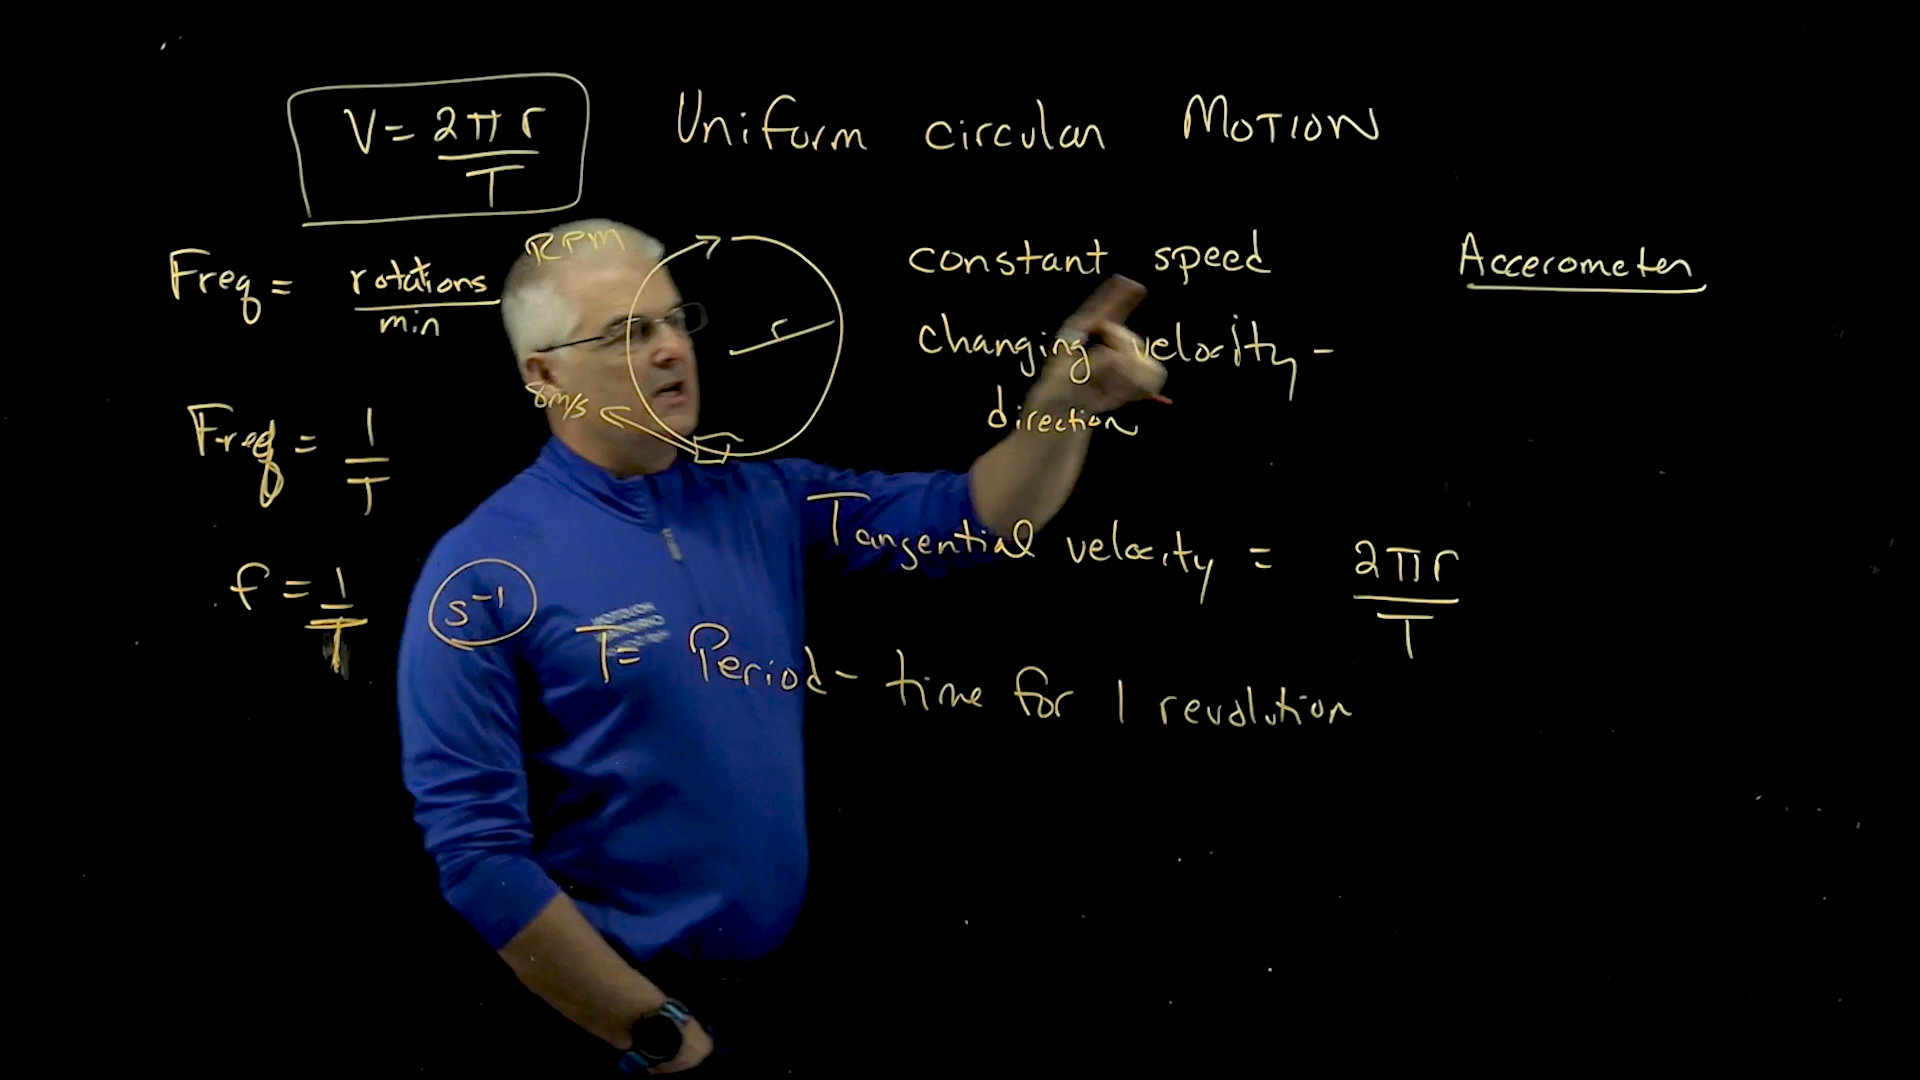 V = 2πr / T
Uniform circular MOTION
Freq = rotations / min
RPM
r
8m/s
constant speed
changing velocity -
direction
Accerometer
Freq = 1 / T
f = 1 / T
s⁻¹
Tangential velocity = 2πr / T
T = Period - time for 1 revolution